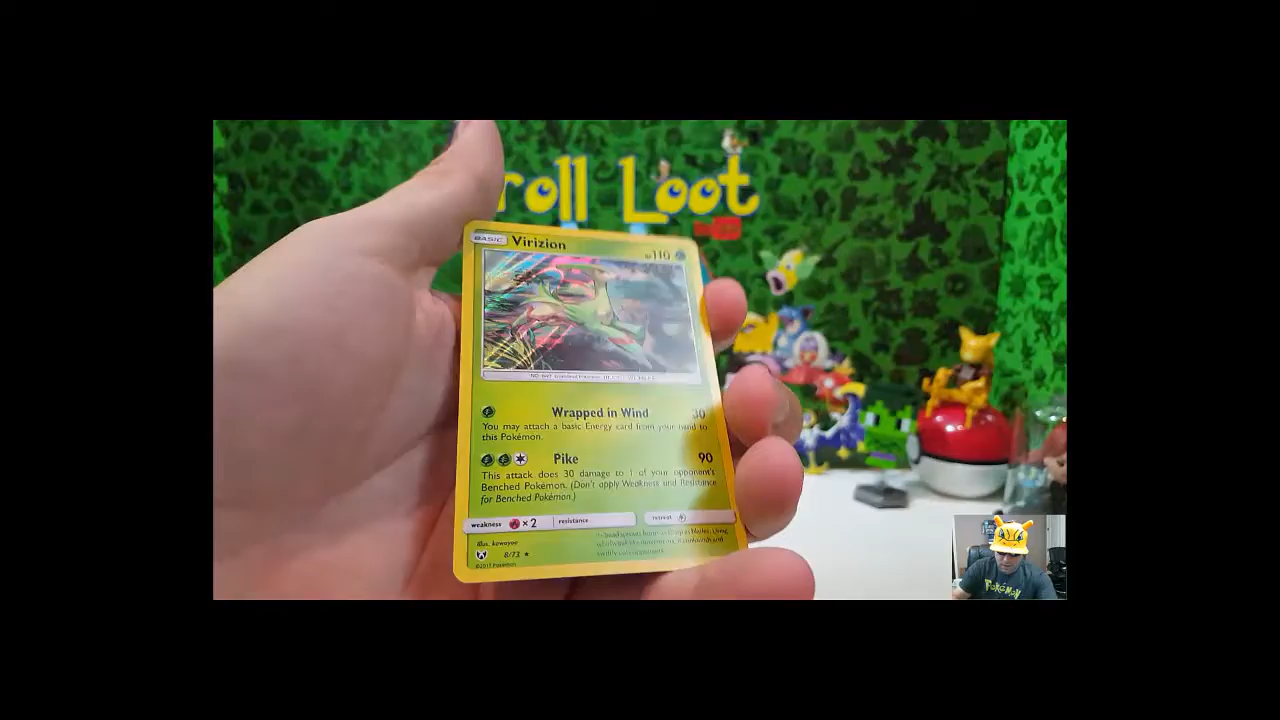 roll Loot
BASIC Virizion
110
Wrapped in Wind 30
You may attach a basic Energy card from your hand to
this Pokémon.
Pike 90
This attack does 30 damage to 1 of your opponent's
Benched Pokémon. (Don't apply Weakness and Resistance
for Benched Pokémon.)
weakness ×2 resistance
retreat
Illus. kawayoo
8/73
©2017 Pokémon
POKéMON